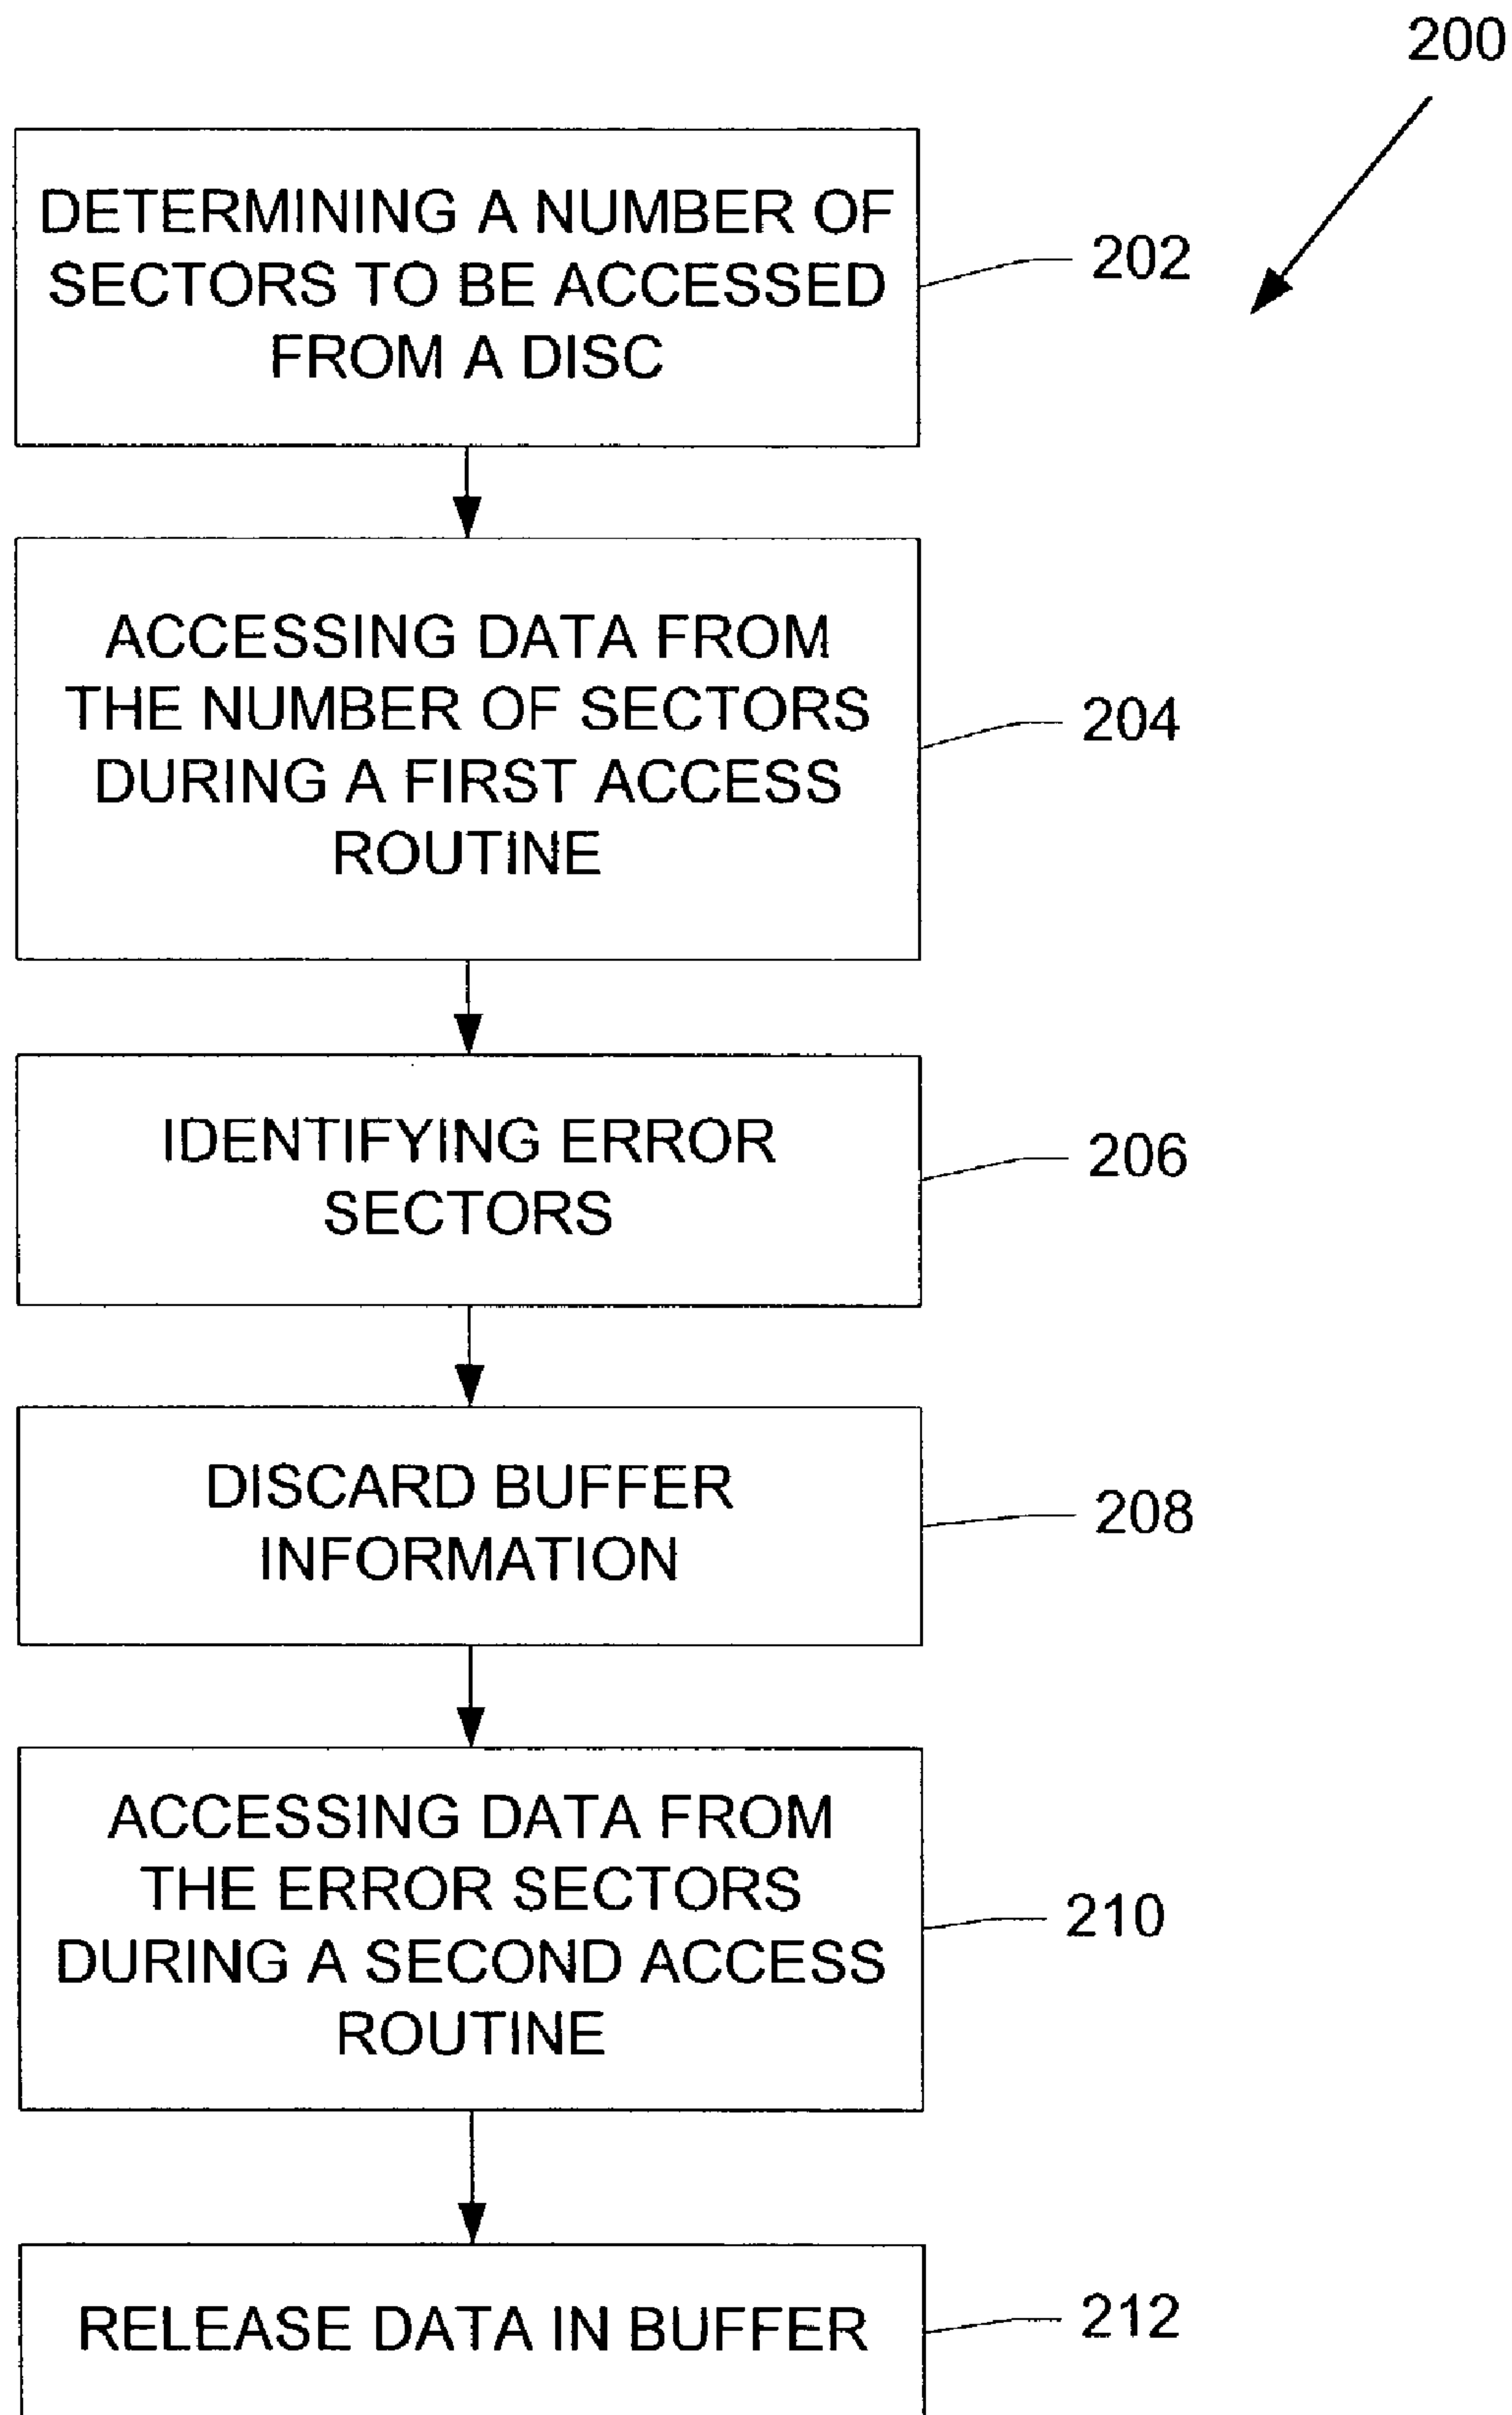 200
DETERMINING A NUMBER OF
SECTORS TO BE ACCESSED
FROM A DISC
202
ACCESSING DATA FROM
THE NUMBER OF SECTORS
DURING A FIRST ACCESS
ROUTINE
204
IDENTIFYING ERROR
SECTORS
206
DISCARD BUFFER
INFORMATION
208
ACCESSING DATA FROM
THE ERROR SECTORS
DURING A SECOND ACCESS
ROUTINE
210
RELEASE DATA IN BUFFER
212